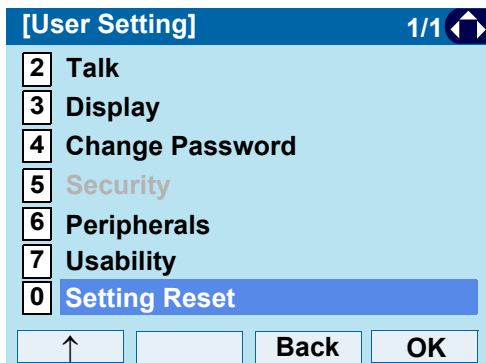 [User Setting] 1/1
2 Talk
3 Display
4 Change Password
5 Security
6 Peripherals
7 Usability
0 Setting Reset
↑ Back OK